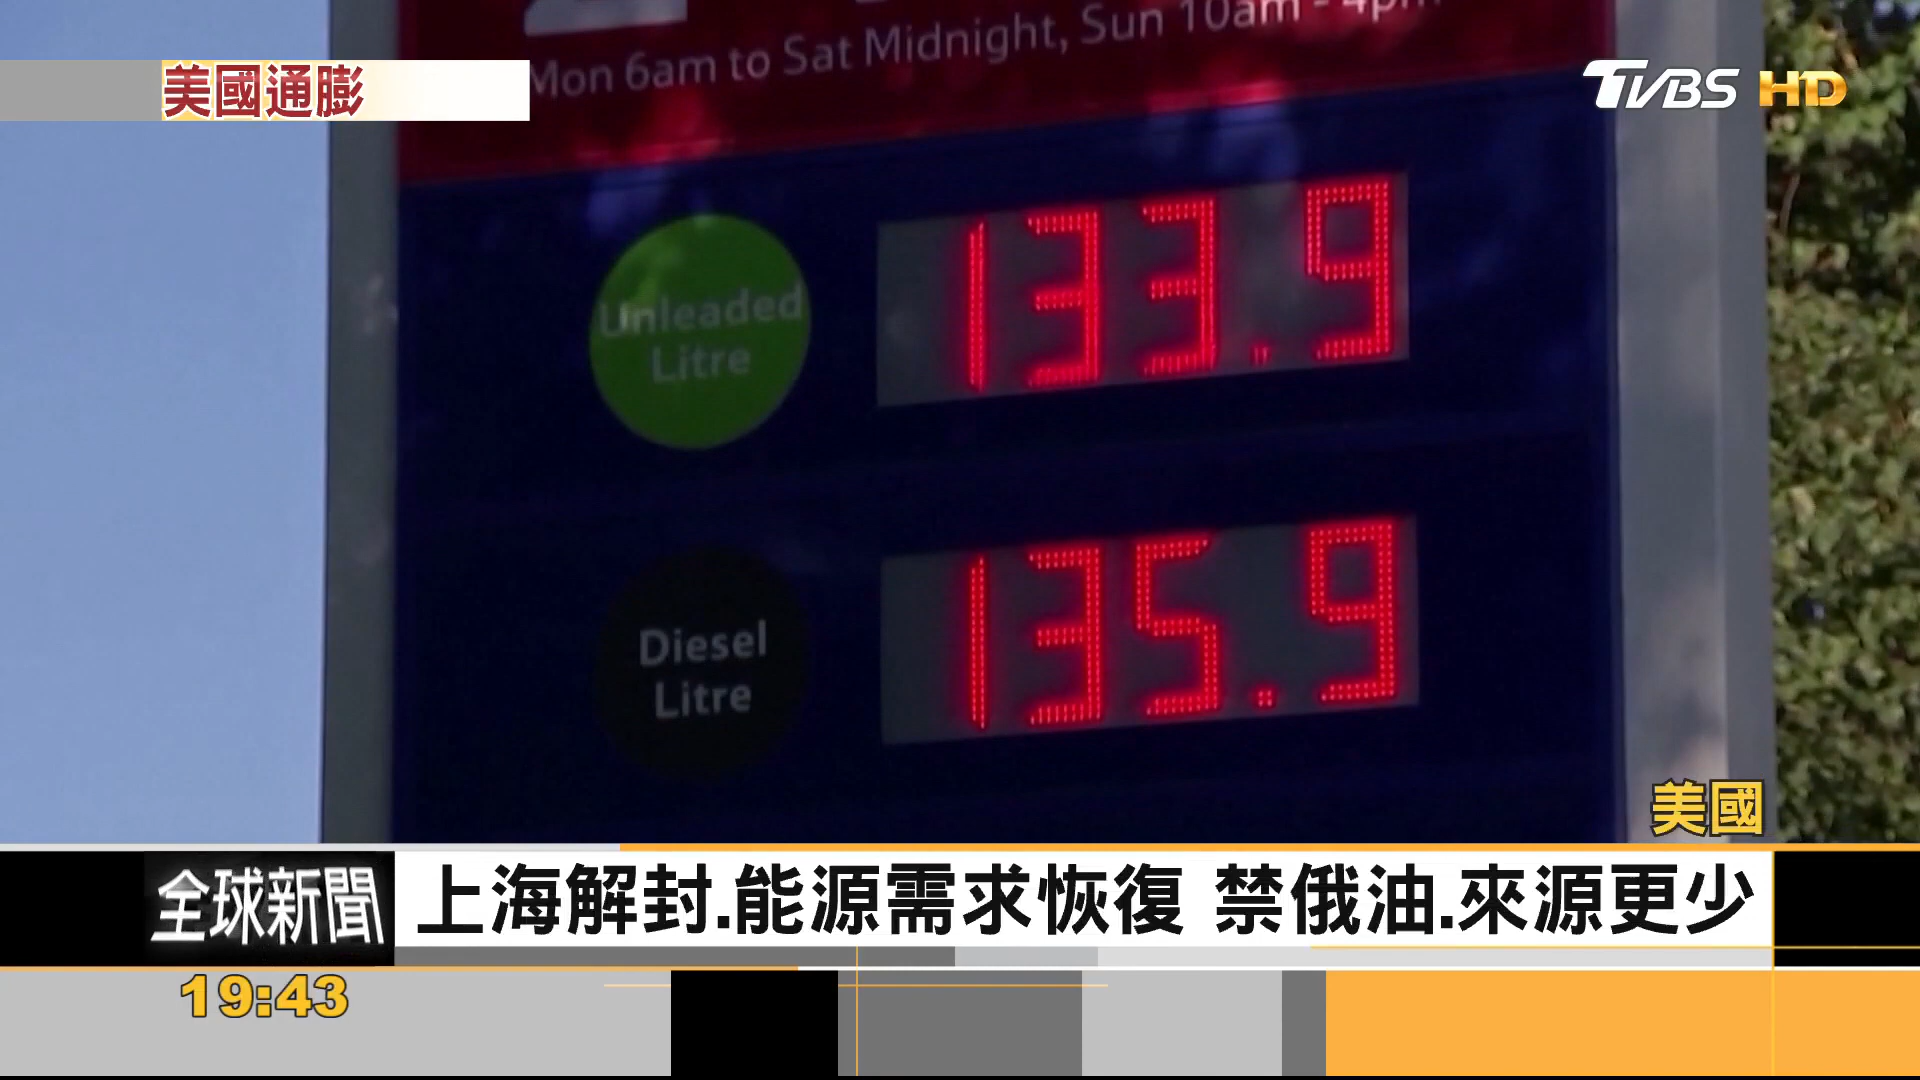 Mon 6am to Sat Midnight, Sun 10am - 4pm
美國通膨
TVBS HD
Unleaded
Litre
133.9
Diesel
Litre
135.9
美國
全球新聞
上海解封.能源需求恢復 禁俄油.來源更少
19:43